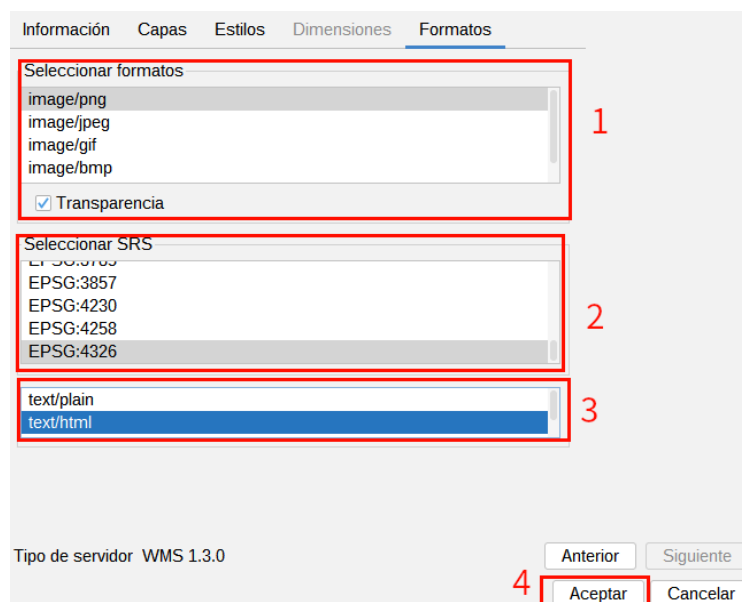 Información Capas Estilos Dimensiones Formatos
Seleccionar formatos
image/png
image/jpeg
image/gif
image/bmp
1
Transparencia
Seleccionar SRS
EPSG:3785
EPSG:3857
EPSG:4230
EPSG:4258
EPSG:4326
2
text/plain
text/html
3
Tipo de servidor WMS 1.3.0
Anterior Siguiente
4
Aceptar Cancelar